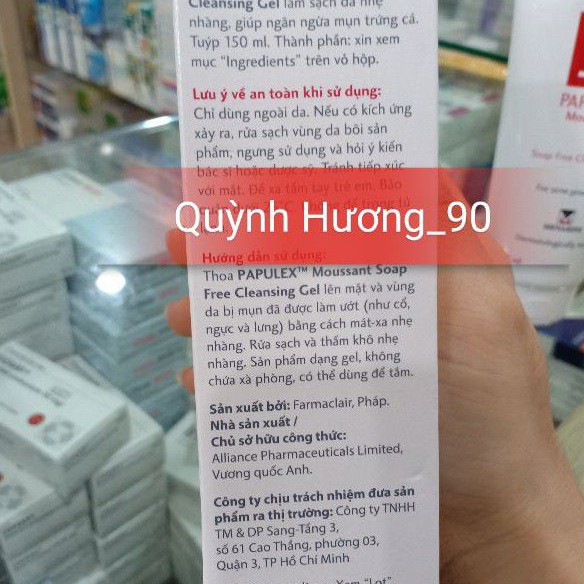 Cleansing Gel làm sạch da nhẹ
nhàng, giúp ngăn ngừa mụn trứng cá.
Tuýp 150 ml. Thành phần: xin xem
mục "Ingredients" trên vỏ hộp.
Lưu ý về an toàn khi sử dụng:
Chỉ dùng ngoài da. Nếu có kích ứng
xảy ra, rửa sạch vùng da bôi sản
phẩm, ngưng sử dụng và hỏi ý kiến
bác sĩ hoặc dược sỹ. Tránh tiếp xúc
với mắt. Để xa tầm tay trẻ em. Bảo
Quỳnh Hương_90
Hướng dẫn sử dụng:
Thoa PAPULEX™ Moussant Soap
Free Cleansing Gel lên mặt và vùng
da bị mụn đã được làm ướt (như cổ,
ngực và lưng) bằng cách mát-xa nhẹ
nhàng. Rửa sạch và thấm khô nhẹ
nhàng. Sản phẩm dạng gel, không
chứa xà phòng, có thể dùng để tắm.
Sản xuất bởi: Farmaclair, Pháp.
Nhà sản xuất /
Chủ sở hữu công thức:
Alliance Pharmaceuticals Limited,
Vương quốc Anh.
Công ty chịu trách nhiệm đưa sản
phẩm ra thị trường: Công ty TNHH
TM & DP Sang-Tăng 3,
số 61 Cao Thắng, phường 03,
Quận 3, TP Hồ Chí Minh